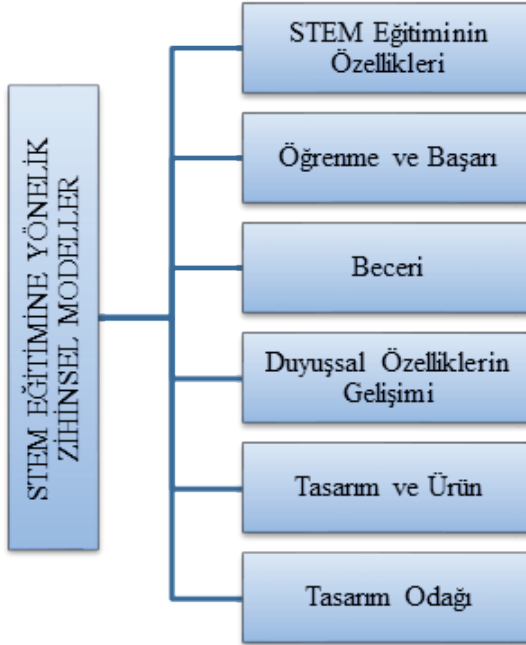 STEM EĞİTİMİNE YÖNELİK
ZİHİNSEL MODELLER
STEM Eğitiminin
Özellikleri
Öğrenme ve Başarı
Beceri
Duyuşsal Özelliklerin
Gelişimi
Tasarım ve Ürün
Tasarım Odağı